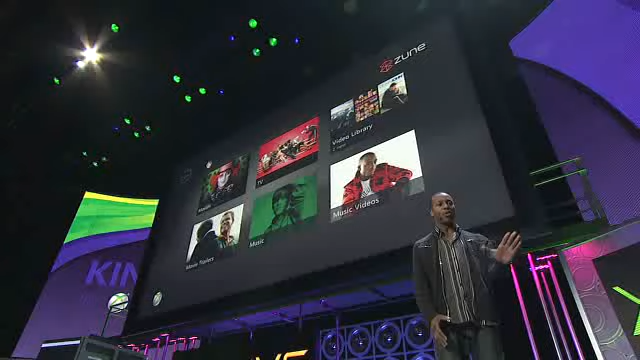 zune
Video Library
TV
Music Videos
Music
Movie Trailers
KIN